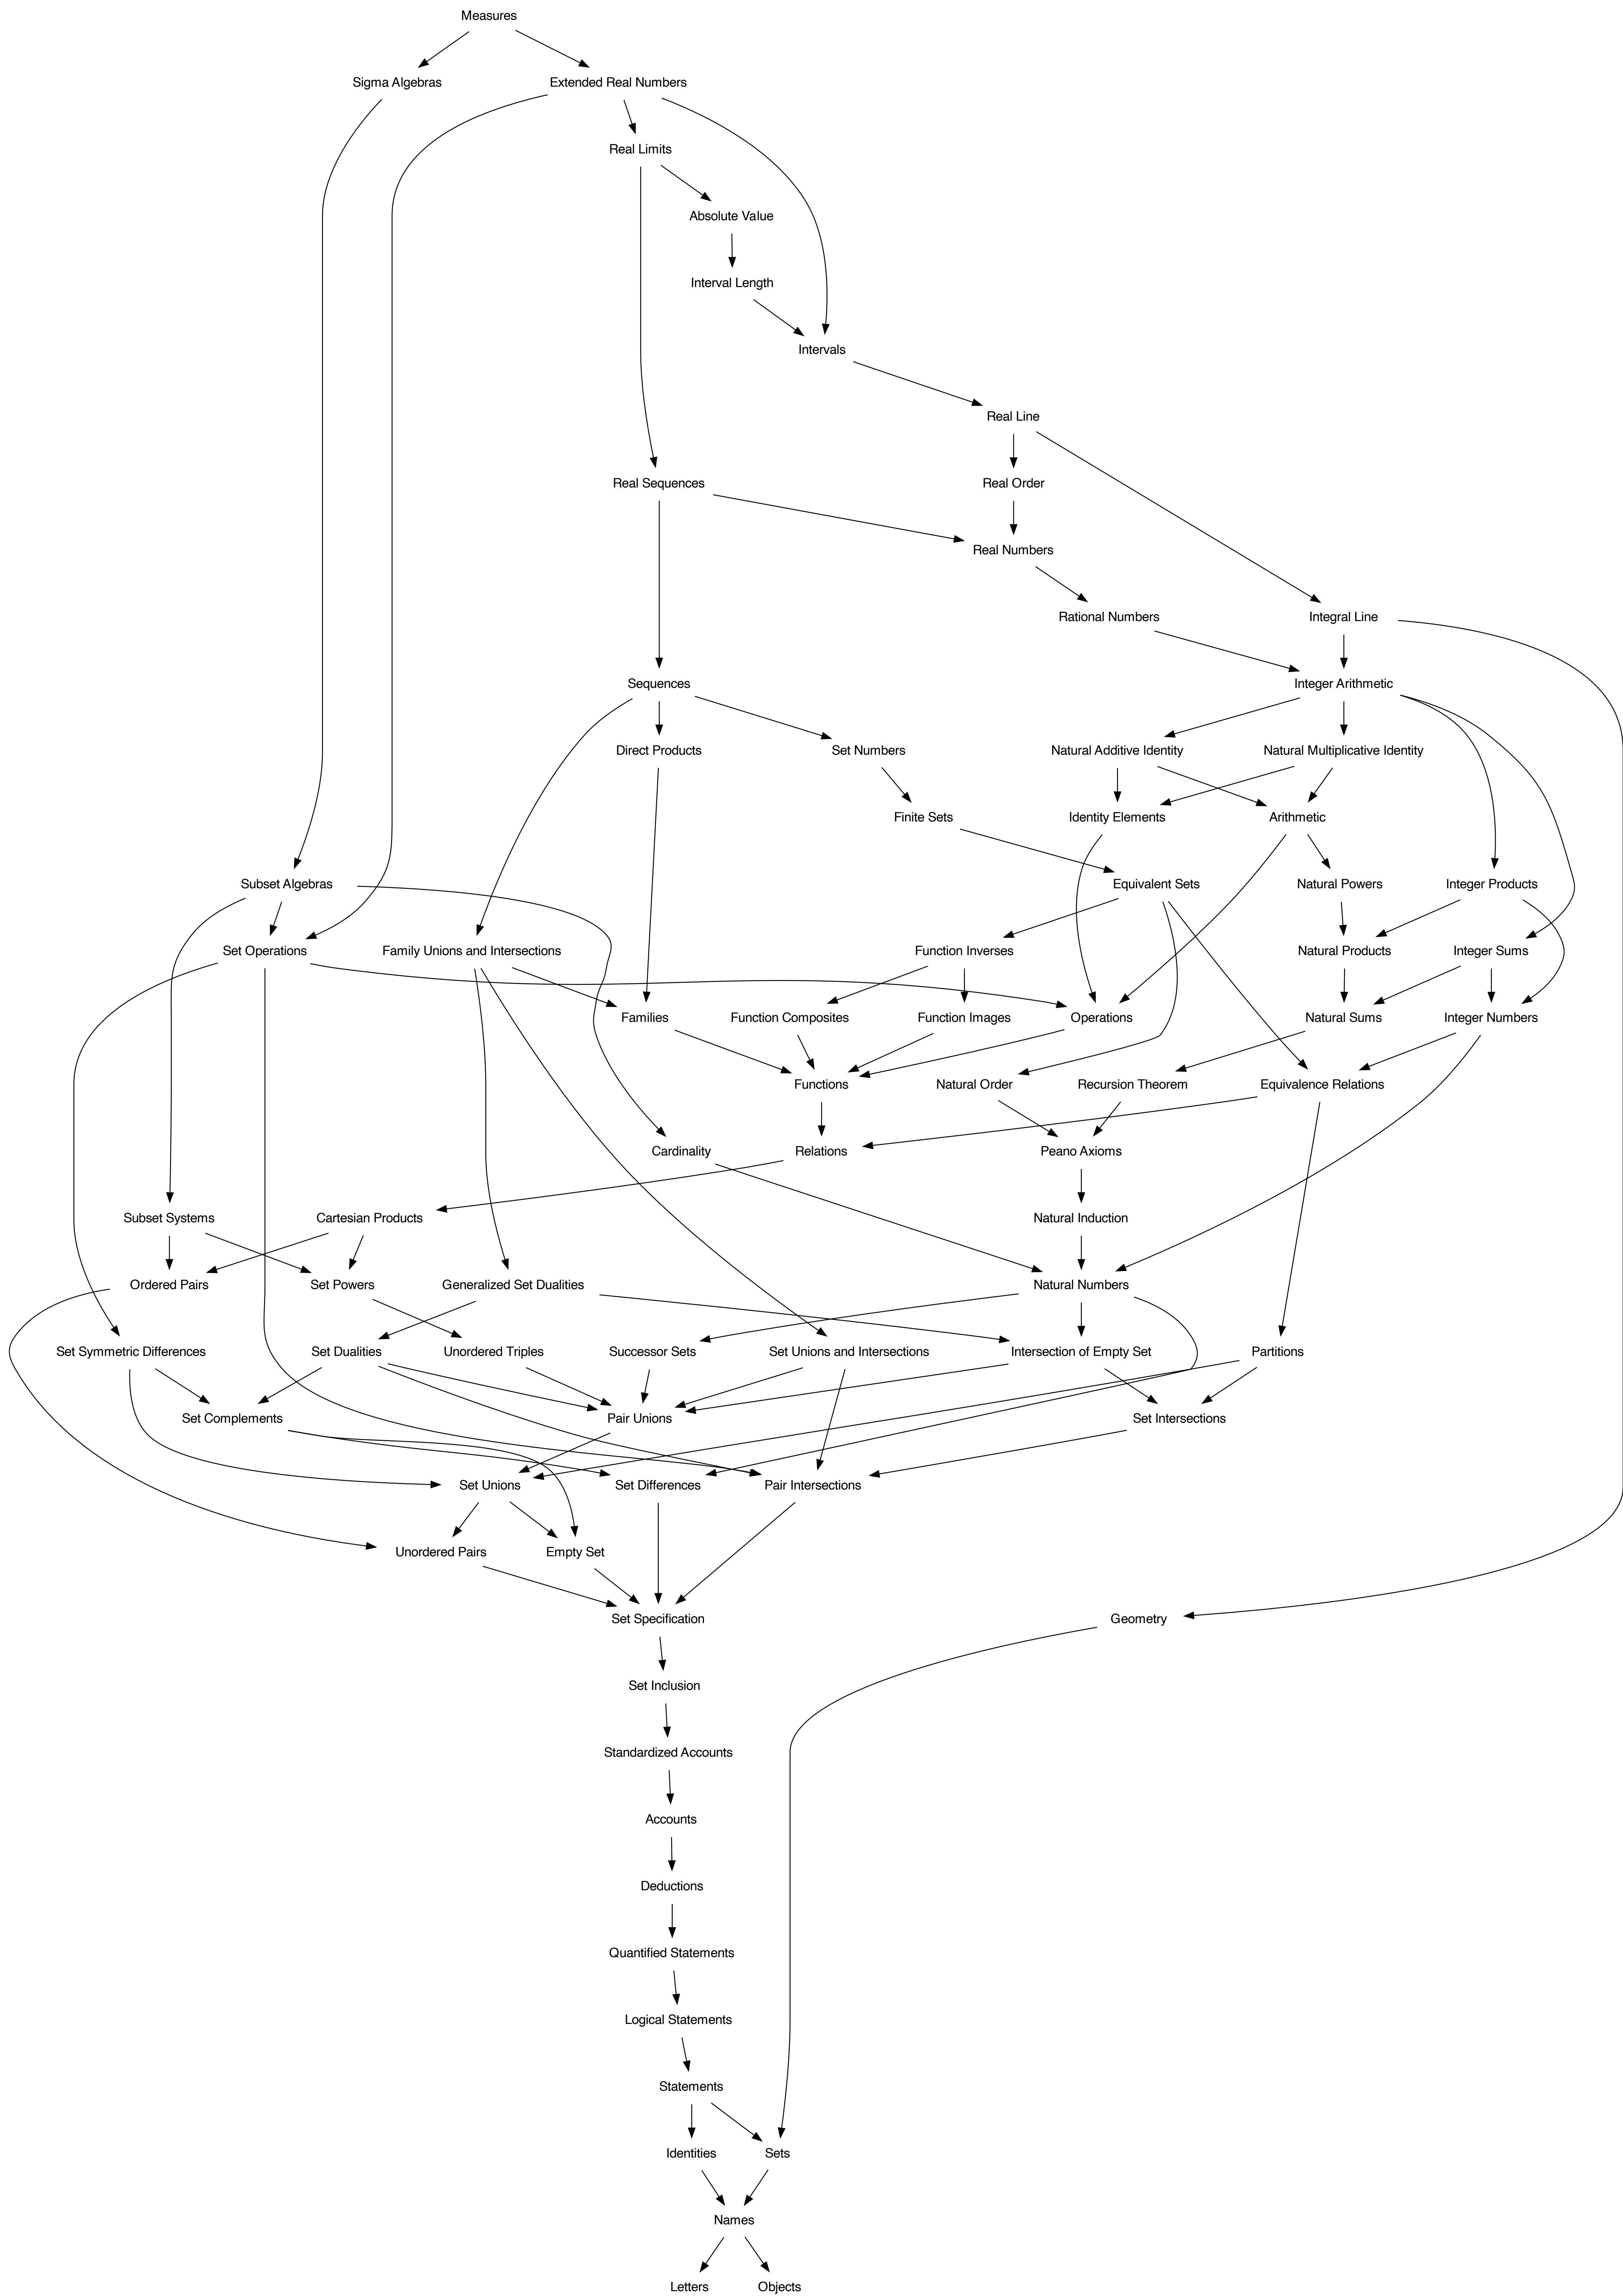 Measures
Sigma Algebras
Extended Real Numbers
Real Limits
Absolute Value
Interval Length
Intervals
Real Line
Real Sequences
Real Order
Real Numbers
Rational Numbers
Integral Line
Sequences
Integer Arithmetic
Direct Products
Set Numbers
Natural Additive Identity
Natural Multiplicative Identity
Finite Sets
Identity Elements
Arithmetic
Subset Algebras
Equivalent Sets
Natural Powers
Integer Products
Set Operations
Family Unions and Intersections
Function Inverses
Natural Products
Integer Sums
Families
Function Composites
Function Images
Operations
Natural Sums
Integer Numbers
Functions
Natural Order
Recursion Theorem
Equivalence Relations
Cardinality
Relations
Peano Axioms
Subset Systems
Cartesian Products
Natural Induction
Ordered Pairs
Set Powers
Generalized Set Dualities
Natural Numbers
Set Symmetric Differences
Set Dualities
Unordered Triples
Successor Sets
Set Unions and Intersections
Intersection of Empty Set
Partitions
Set Complements
Pair Unions
Set Intersections
Set Unions
Set Differences
Pair Intersections
Unordered Pairs
Empty Set
Set Specification
Geometry
Set Inclusion
Standardized Accounts
Accounts
Deductions
Quantified Statements
Logical Statements
Statements
Identities
Sets
Names
Letters
Objects